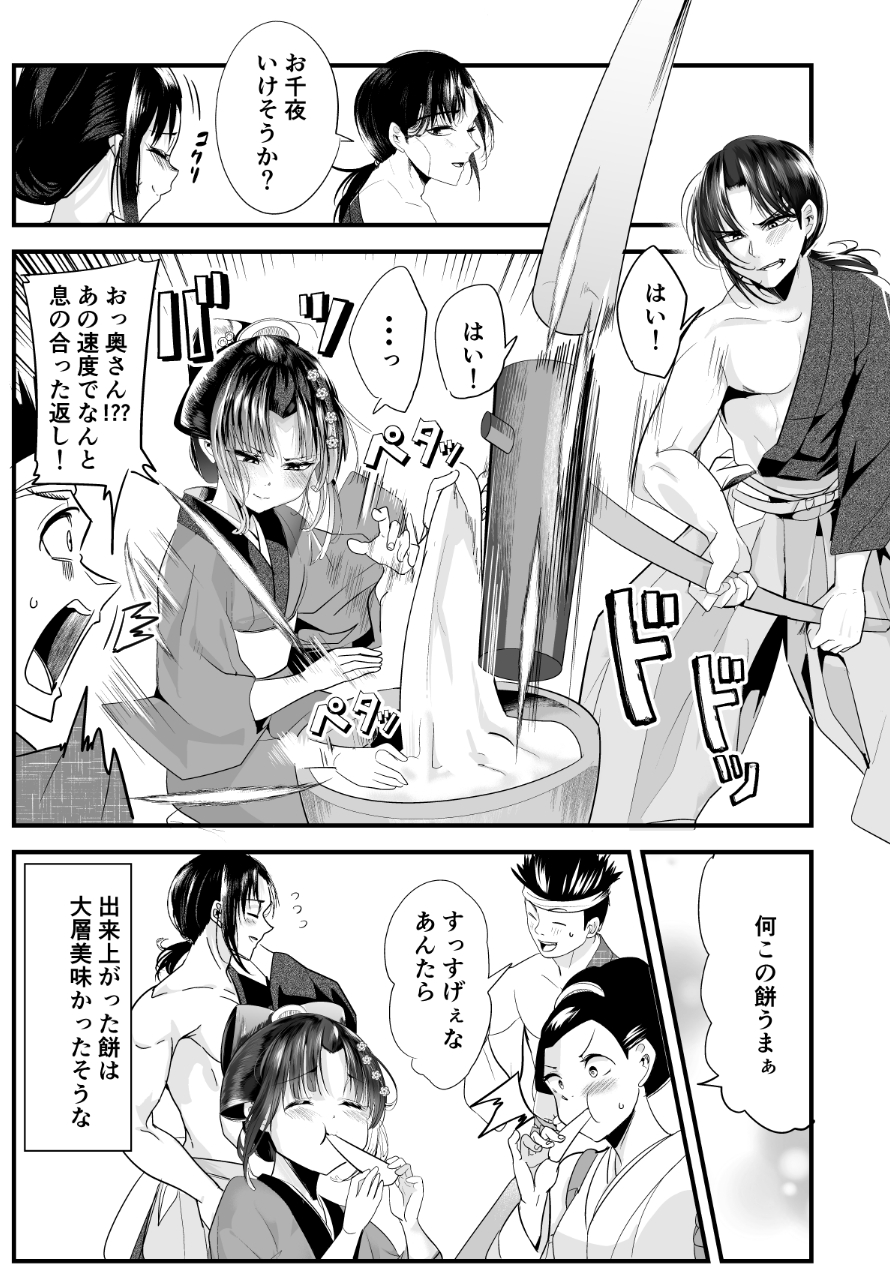 お千夜
いけそうか?
コクリ
はい!
はい!
…っ
ペタッ
ペタッ
ババッ
ドドッ
おっ奥さん!??
あの速度でなんと
息の合った返し!
何この餅うまぁ
すっすげぇな
あんたら
出来上がった餅は
大層美味かったそうな